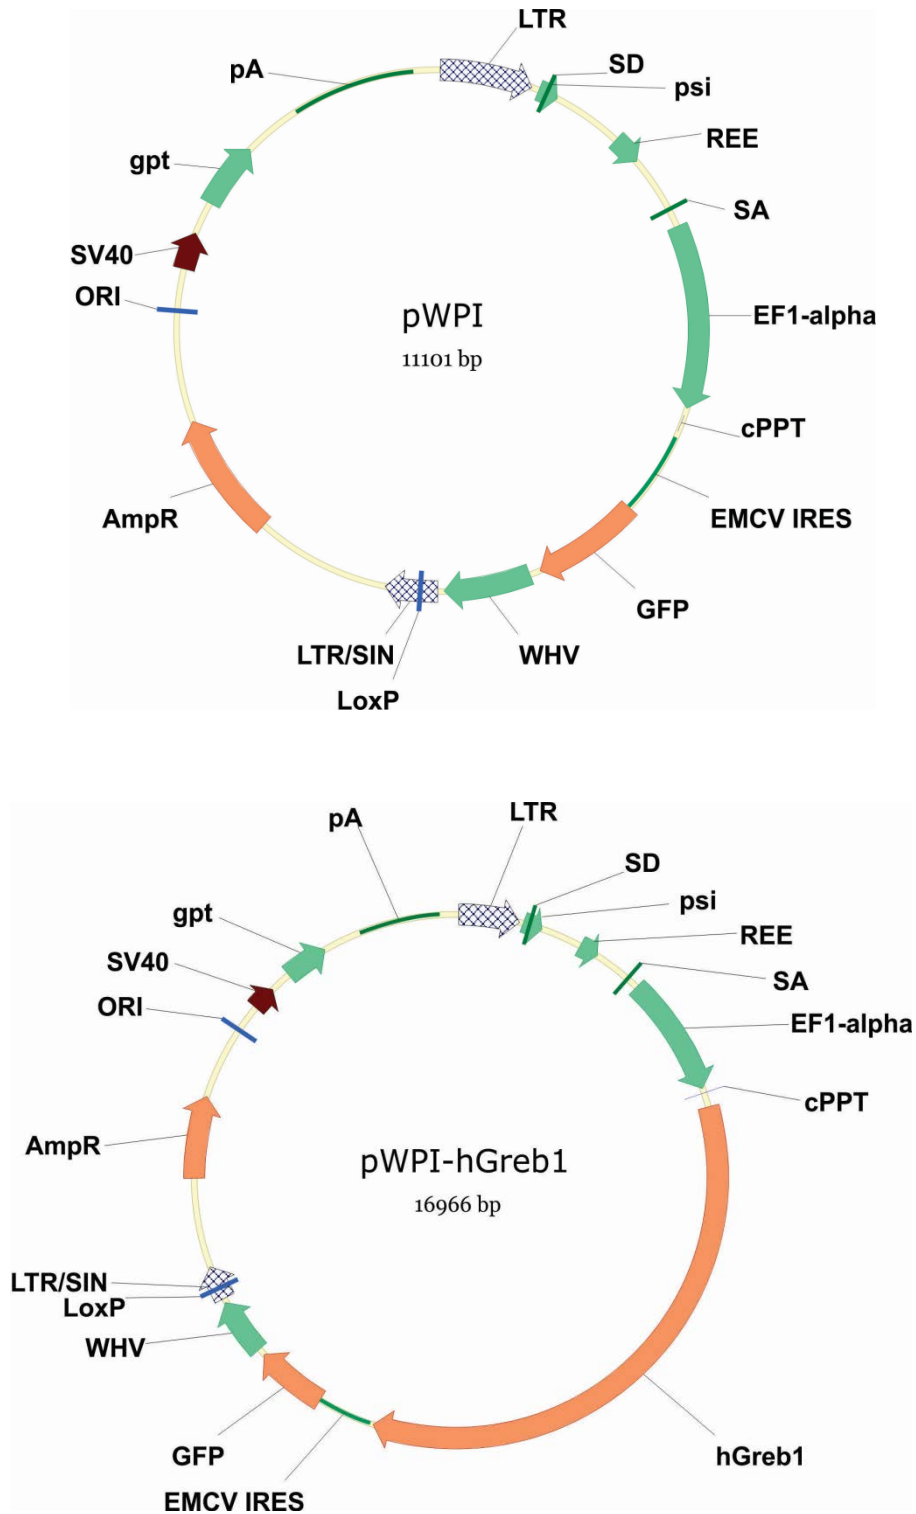 LTR
SD
pA
psi
REE
gpt
SA
SV40
ORI
pWPI
EF1-alpha
11101 bp
cPPT
AmpR
EMCV IRES
GFP
LTR/SIN
WHV
LoxP
LTR
pA
SD
psi
gpt
REE
SV40
SA
ORI
EF1-alpha
cPPT
AmpR
pWPI-hGreb1
16966 bp
LTR/SIN
LoxP
WHV
GFP
hGreb1
EMCV IRES